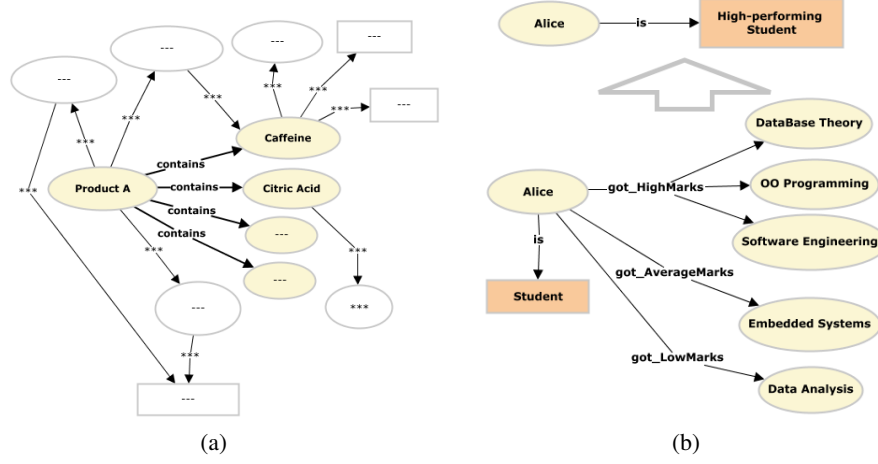 ---
---
---
---
---
***
***
***
***
***
***
Caffeine
contains
Product A
contains
Citric Acid
***
contains
contains
---
***
***
---
---
***
***
---
(a)
Alice
is
High-performing
Student
DataBase Theory
Alice
got_HighMarks
OO Programming
is
Software Engineering
got_AverageMarks
Student
Embedded Systems
got_LowMarks
Data Analysis
(b)